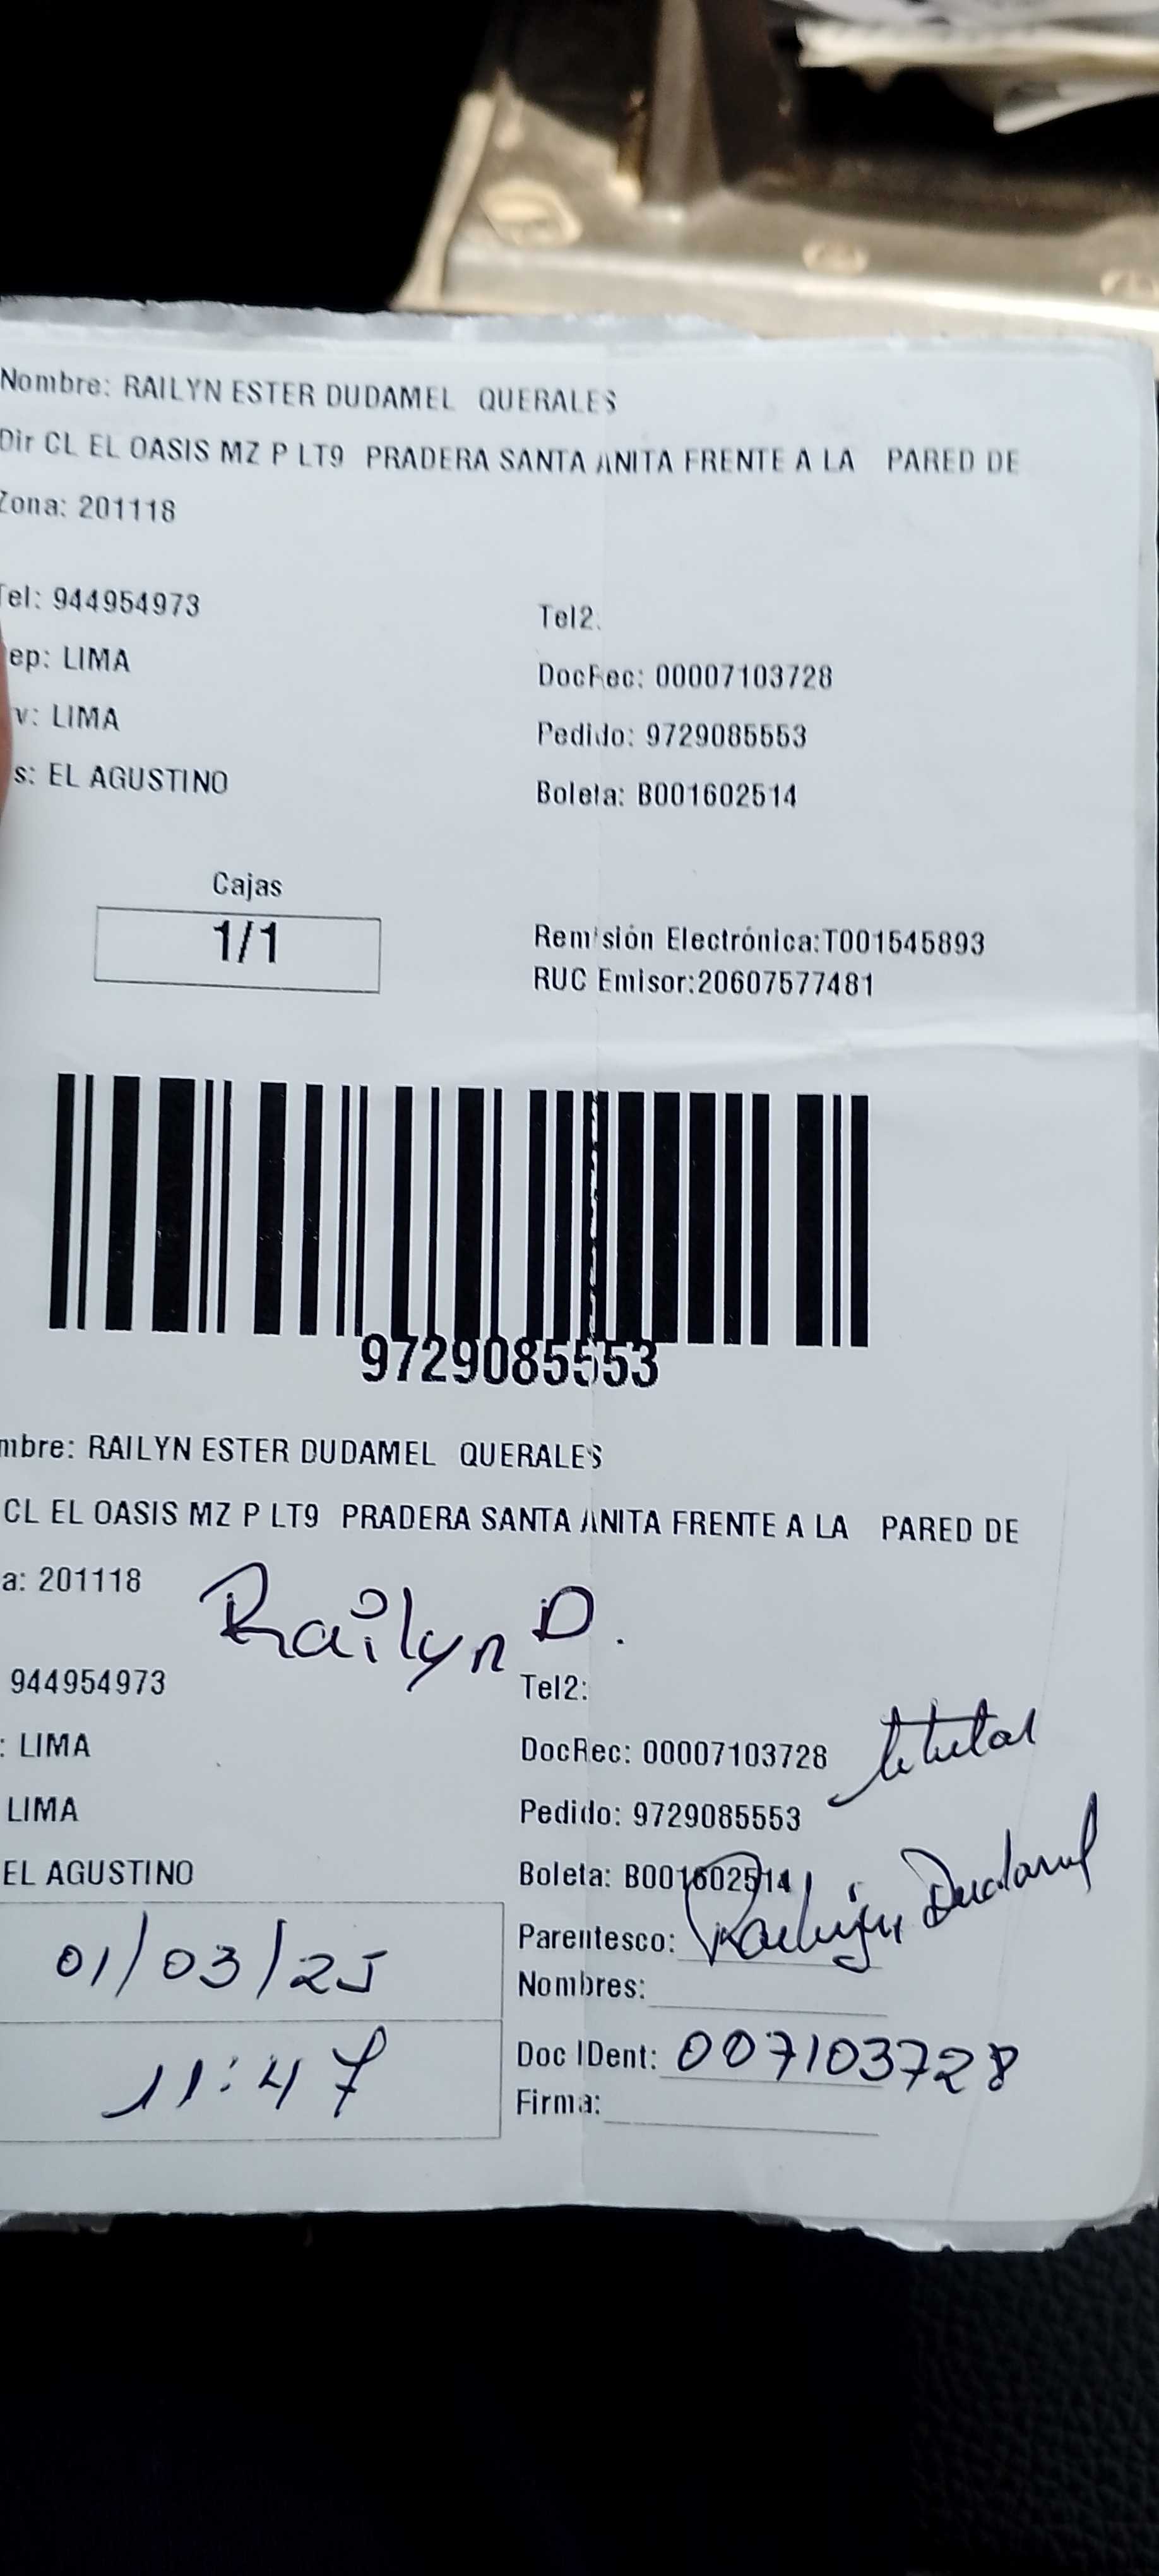 Nombre: RAILYN ESTER DUDAMEL QUERALES
Dir CL EL OASIS MZ P LT9 PRADERA SANTA ANITA FRENTE A LA PARED DE
Zona: 201118
Tel: 944954973
Tel2:
ep: LIMA
DocRec: 00007103728
v: LIMA
Pedido: 9729085553
s: EL AGUSTINO
Boleta: B001602514
Cajas
1/1
Remisión Electrónica:T001545893
RUC Emisor:20607577481
9729085553
mbre: RAILYN ESTER DUDAMEL QUERALES
CL EL OASIS MZ P LT9 PRADERA SANTA ANITA FRENTE A LA PARED DE
a: 201118
Railyn D.
944954973
Tel2:
: LIMA
DocRec: 00007103728 titular
LIMA
Pedido: 9729085553
EL AGUSTINO
Boleta: B001602514
Parentesco: Railyn Dudamel
01/03/25
Nombres:
11:47
Doc IDent: 007103728
Firma: